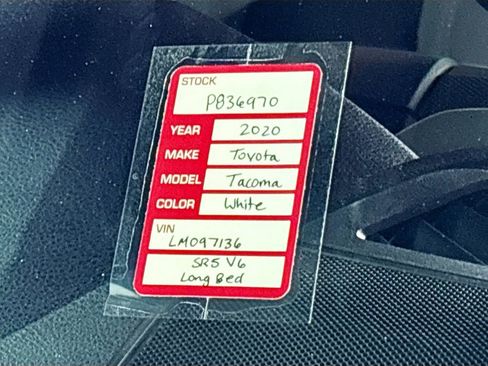 STOCK
P836970
YEAR 2020
MAKE Toyota
MODEL Tacoma
COLOR White
VIN
LM097136
SR5 V6
Long Bed